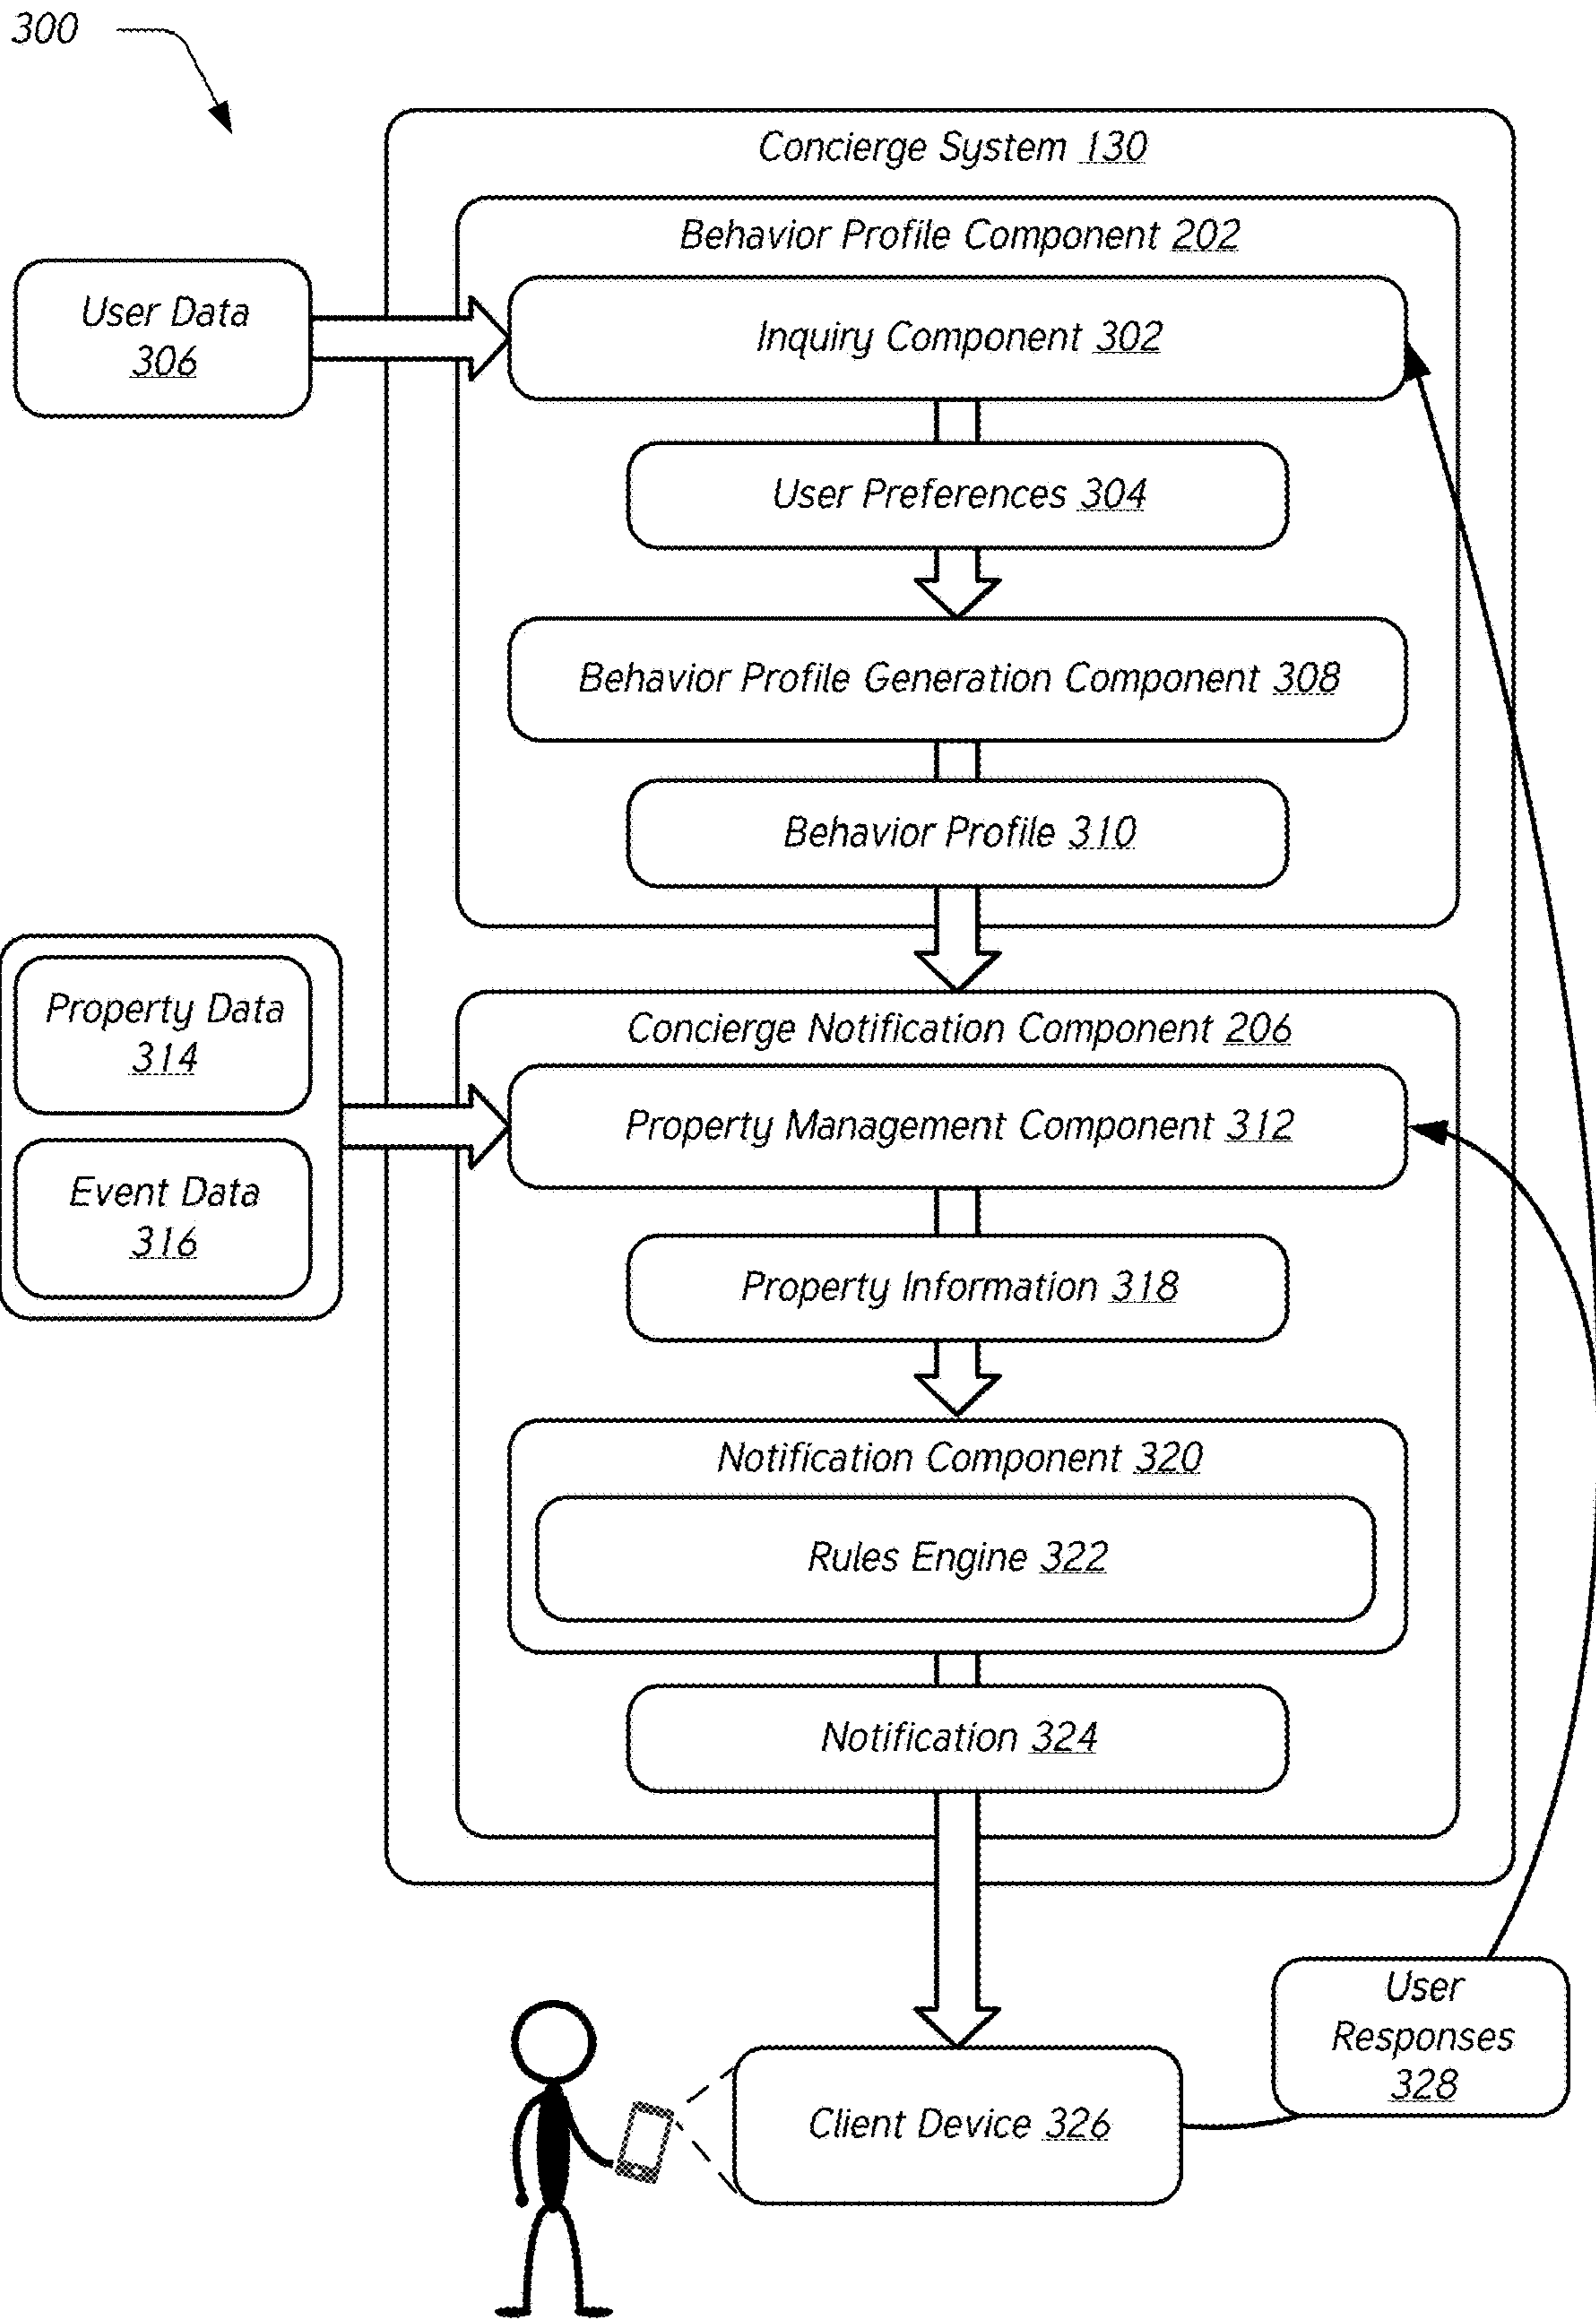 300
Concierge System 130
Behavior Profile Component 202
User Data
306
Inquiry Component 302
User Preferences 304
Behavior Profile Generation Component 308
Behavior Profile 310
Property Data
314
Event Data
316
Concierge Notification Component 206
Property Management Component 312
Property Information 318
Notification Component 320
Rules Engine 322
Notification 324
User
Responses
328
Client Device 326